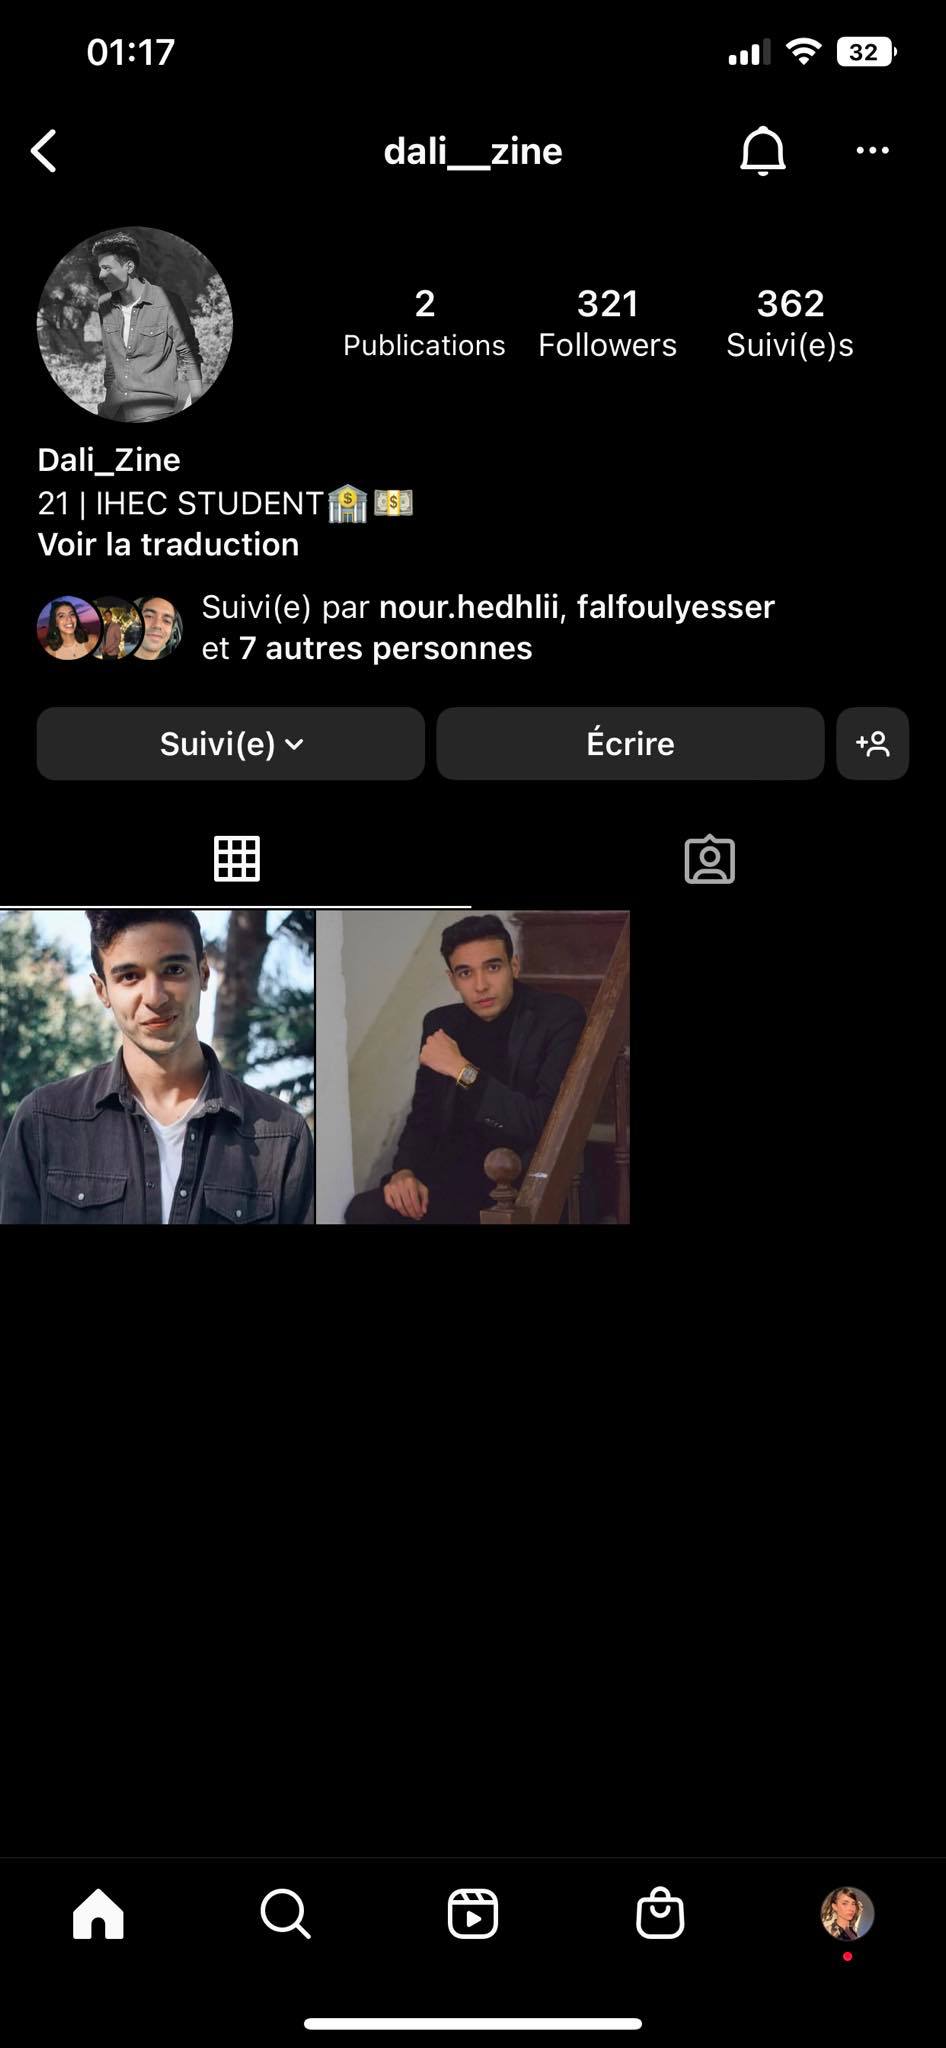 01:17
32
dali__zine
2
321
362
Publications
Followers
Suivi(e)s
Dali_Zine
21 | IHEC STUDENT
Voir la traduction
Suivi(e) par nour.hedhlii, falfoulyesser
et 7 autres personnes
Suivi(e)
Écrire